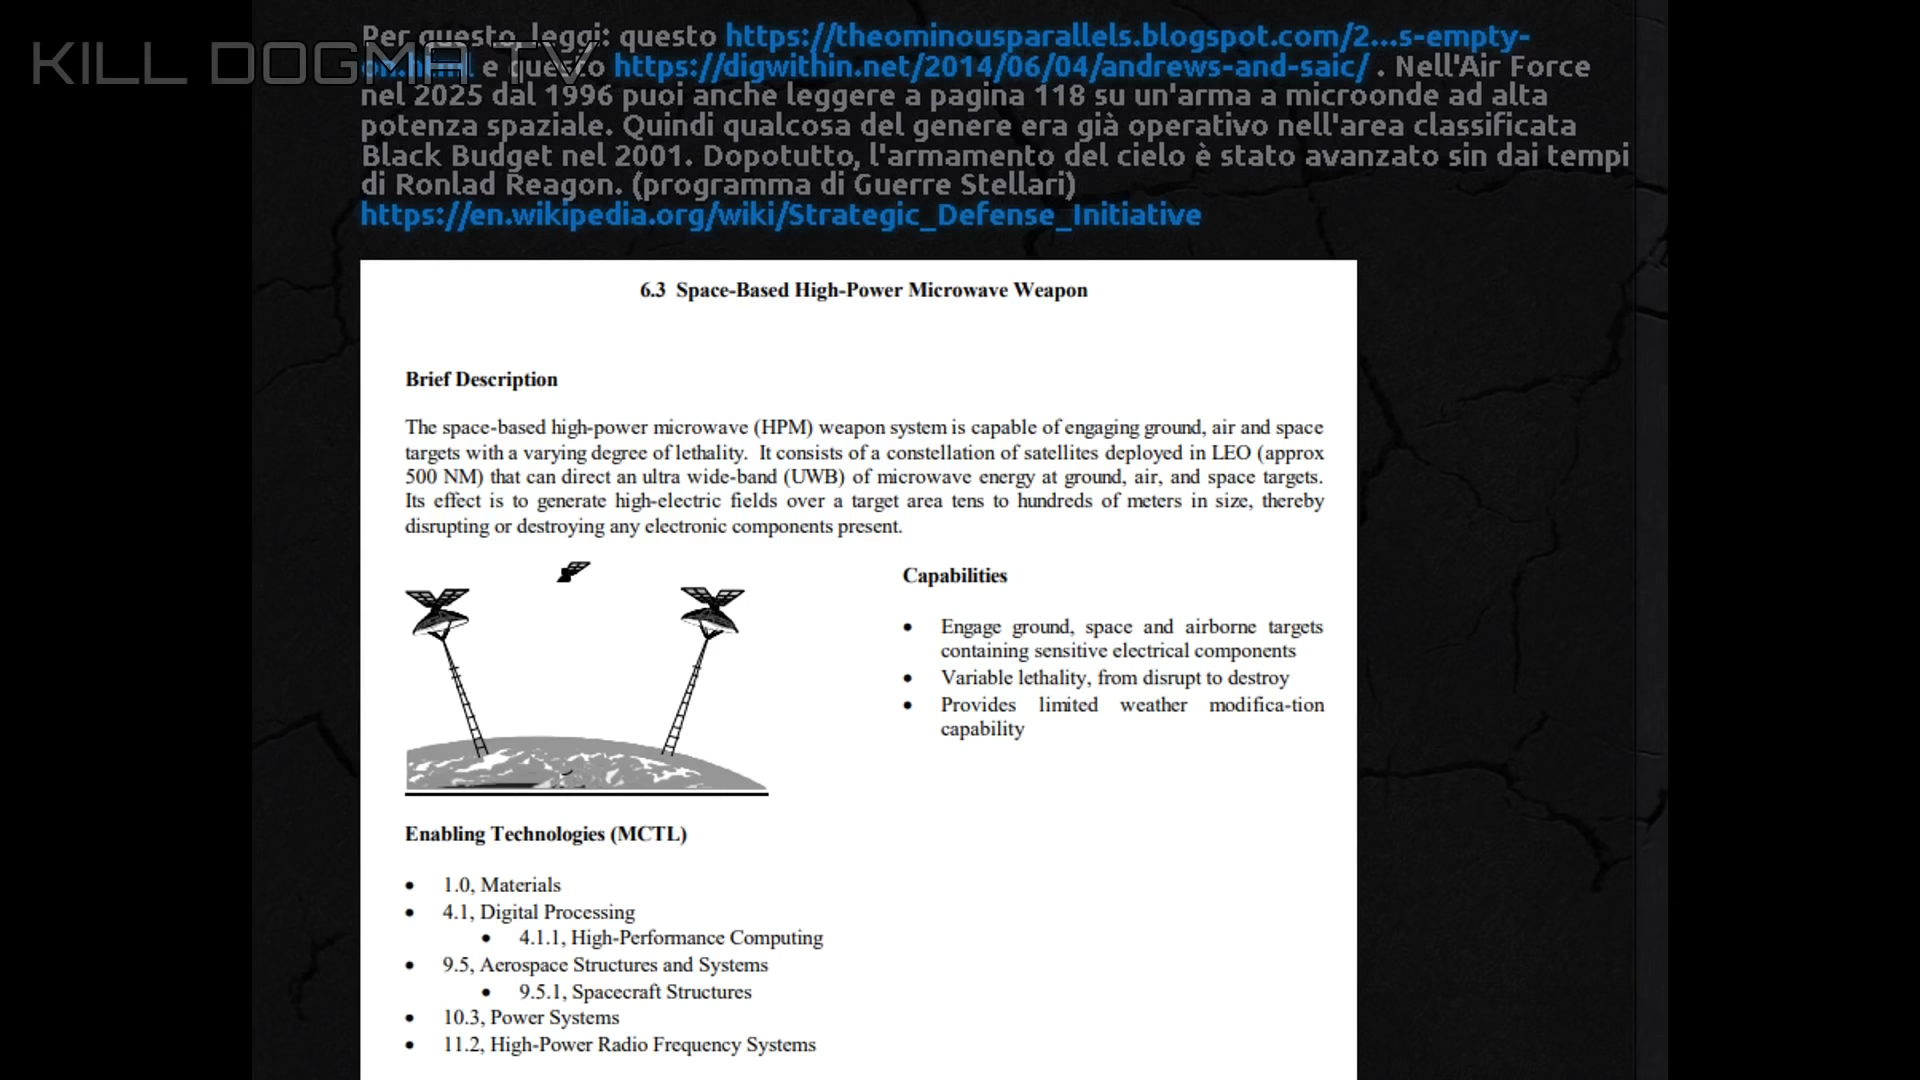 KILL DOGMA TV
Per questo, leggi: questo https://theominousparallels.blogspot.com/2...s-empty-
e questo https://digwithin.net/2014/06/04/andrews-and-saic/ . Nell'Air Force
nel 2025 dal 1996 puoi anche leggere a pagina 118 su un'arma a microonde ad alta
potenza spaziale. Quindi qualcosa del genere era già operativo nell'area classificata
Black Budget nel 2001. Dopotutto, l'armamento del cielo è stato avanzato sin dai tempi
di Ronlad Reagon. (programma di Guerre Stellari)
https://en.wikipedia.org/wiki/Strategic_Defense_Initiative
6.3 Space-Based High-Power Microwave Weapon
Brief Description
The space-based high-power microwave (HPM) weapon system is capable of engaging ground, air and space
targets with a varying degree of lethality. It consists of a constellation of satellites deployed in LEO (approx
500 NM) that can direct an ultra wide-band (UWB) of microwave energy at ground, air, and space targets.
Its effect is to generate high-electric fields over a target area tens to hundreds of meters in size, thereby
disrupting or destroying any electronic components present.
Capabilities
• Engage ground, space and airborne targets
containing sensitive electrical components
• Variable lethality, from disrupt to destroy
• Provides limited weather modifica-tion
capability
Enabling Technologies (MCTL)
• 1.0, Materials
• 4.1, Digital Processing
• 4.1.1, High-Performance Computing
• 9.5, Aerospace Structures and Systems
• 9.5.1, Spacecraft Structures
• 10.3, Power Systems
• 11.2, High-Power Radio Frequency Systems